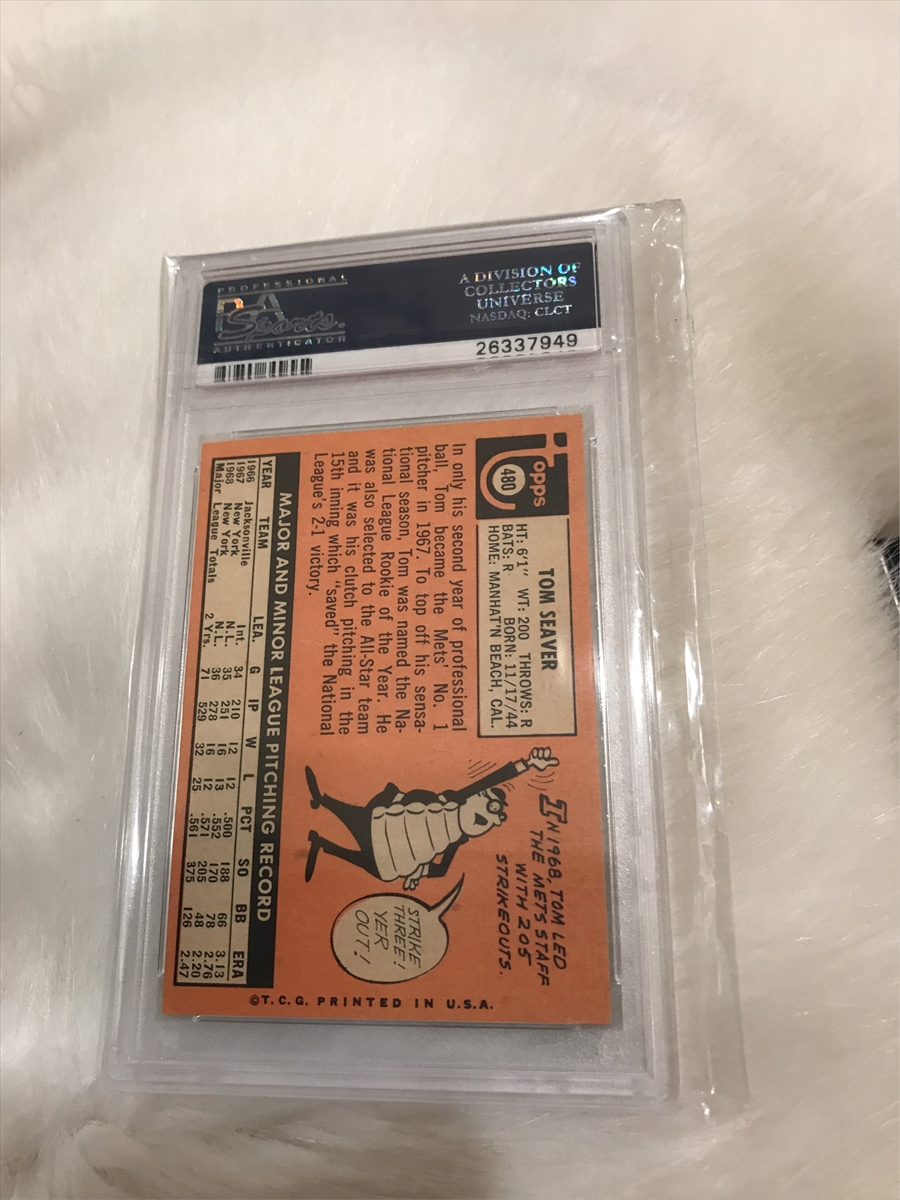 PROFESSIONAL
PSA
Sports.
AUTHENTICATOR
A DIVISION OF
COLLECTORS
UNIVERSE
NASDAQ: CLCT
26337949
Topps
480
TOM SEAVER
HT: 6'1" WT: 200 THROWS: R
BATS: R BORN: 11/17/44
HOME: MANHAT'N BEACH, CAL.
In only his second year of professional
ball, Tom became the Mets' No. 1
pitcher in 1967. To top off his sensa-
tional season, Tom was named the Na-
tional League Rookie of the Year. He
was also selected to the All-Star team
and it was his clutch pitching in the
15th inning which "saved" the National
League's 2-1 victory.
IN 1968, TOM LED
THE METS STAFF
WITH 205
STRIKEOUTS.
STRIKE
THREE!
YER
OUT!
MAJOR AND MINOR LEAGUE PITCHING RECORD
YEAR TEAM LEA. G IP W L PCT SO BB ERA
1966 Jacksonville Int. 34 210 12 12 .500 188 66 3.13
1967 New York N.L. 35 251 16 13 .552 170 78 2.76
1968 New York N.L. 36 278 16 12 .571 205 48 2.20
Major League Totals 2 Yrs. 71 529 32 25 .561 375 126 2.47
©T.C.G. PRINTED IN U.S.A.